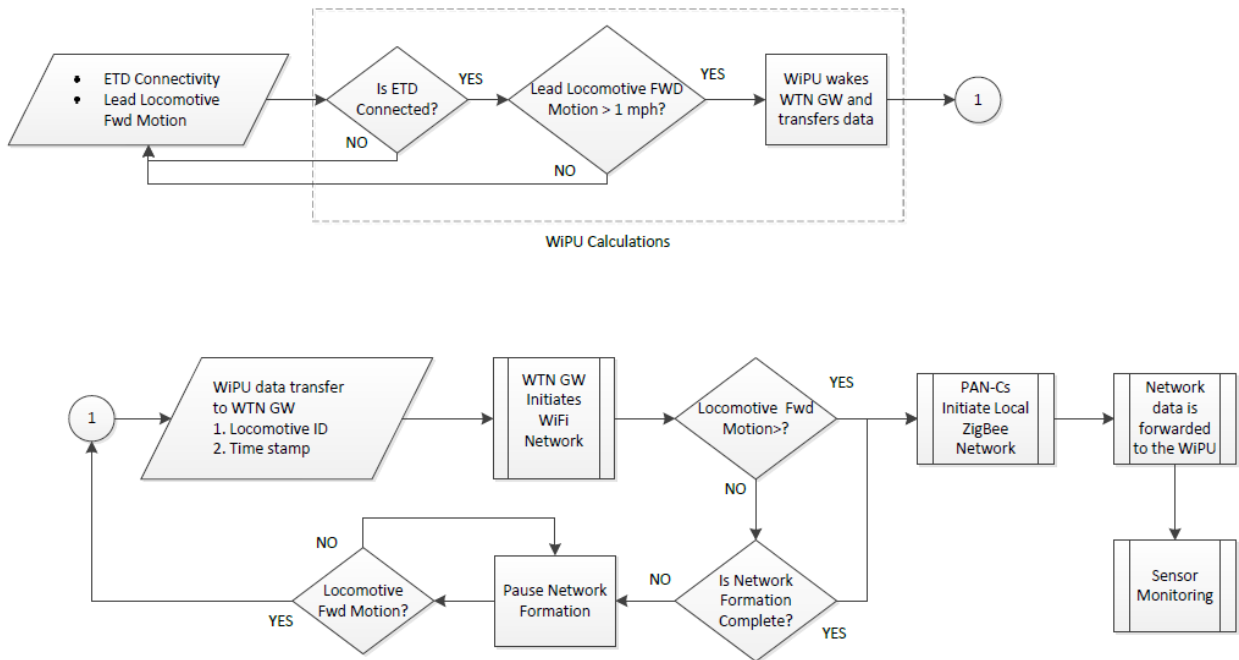 • ETD Connectivity
• Lead Locomotive
Fwd Motion
Is ETD
Connected?
YES
NO
Lead Locomotive FWD
Motion > 1 mph?
YES
NO
WiPU wakes
WTN GW and
transfers data
1
WiPU Calculations
1
WiPU data transfer
to WTN GW
1. Locomotive ID
2. Time stamp
WTN GW
Initiates
WiFi
Network
Locomotive Fwd
Motion>?
YES
NO
PAN-Cs
Initiate Local
ZigBee
Network
Network
data is
forwarded
to the WiPU
Sensor
Monitoring
Is Network
Formation
Complete?
YES
NO
Pause Network
Formation
Locomotive
Fwd Motion?
NO
YES